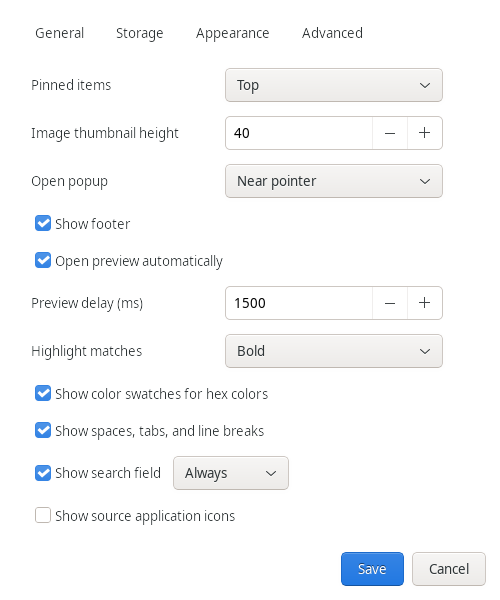 General Storage Appearance Advanced
Pinned items Top
Image thumbnail height 40
Open popup Near pointer
Show footer
Open preview automatically
Preview delay (ms) 1500
Highlight matches Bold
Show color swatches for hex colors
Show spaces, tabs, and line breaks
Show search field Always
Show source application icons
Save Cancel